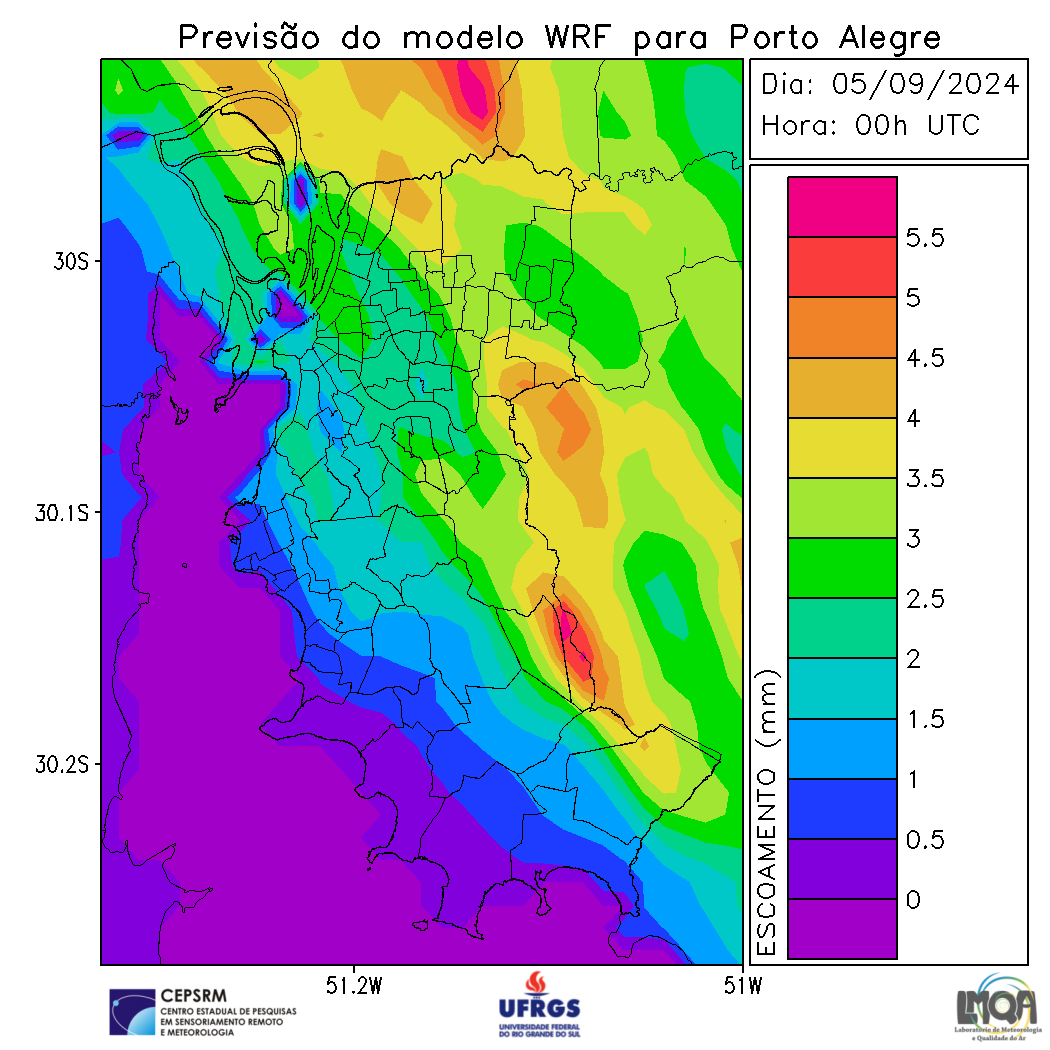 Previsão do modelo WRF para Porto Alegre
Dia: 05/09/2024
Hora: 00h UTC
5.5
5
4.5
4
3.5
3
2.5
2
1.5
1
0.5
0
ESCOAMENTO (mm)
30S
30.1S
30.2S
51.2W
51W
CEPSRM
CENTRO ESTADUAL DE PESQUISAS
EM SENSORIAMENTO REMOTO
E METEOROLOGIA
UFRGS
UNIVERSIDADE FEDERAL
DO RIO GRANDE DO SUL
LMQA
Laboratório de Meteorologia
e Qualidade do Ar